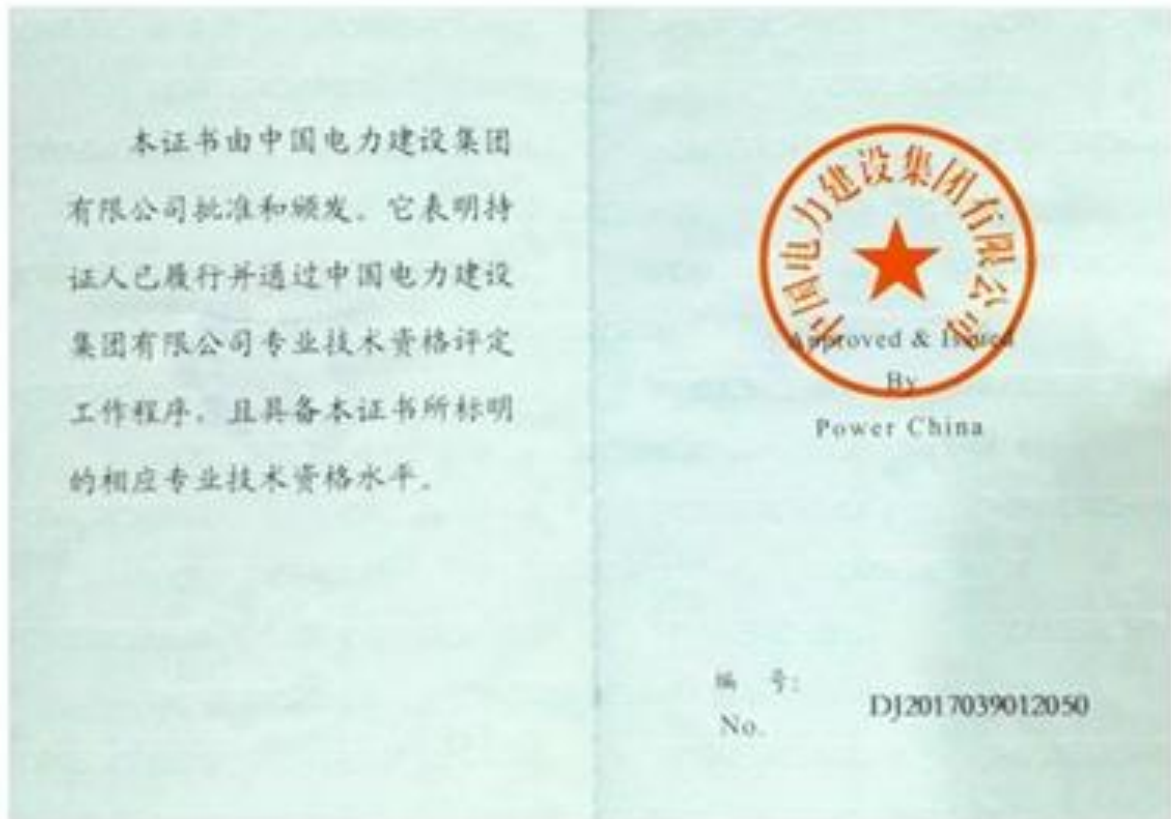 本证书由中国电力建设集团
有限公司批准和颁发。它表明持
证人已履行并通过中国电力建设
集团有限公司专业技术资格评定
工作程序，且具备本证书所标明
的相应专业技术资格水平。
中国电力建设集团有限公司
Approved & Issued
By
Power China
编 号：
No.
DJ2017039012050